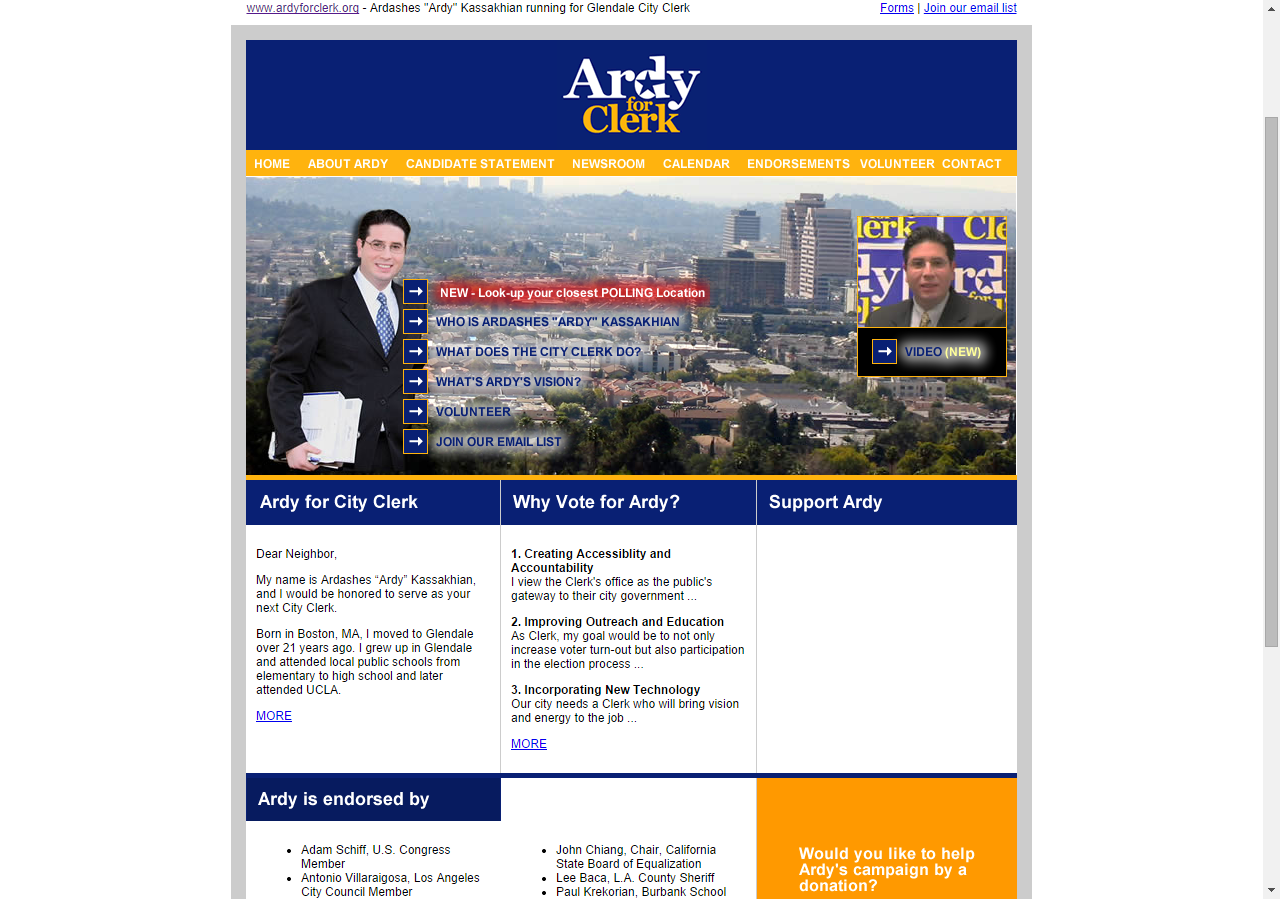 www.ardyforclerk.org - Ardashes "Ardy" Kassakhian running for Glendale City Clerk
Forms | Join our email list
Ardy
for
Clerk
HOME ABOUT ARDY CANDIDATE STATEMENT NEWSROOM CALENDAR ENDORSEMENTS VOLUNTEER CONTACT
NEW - Look-up your closest POLLING Location
WHO IS ARDASHES "ARDY" KASSAKHIAN
WHAT DOES THE CITY CLERK DO?
WHAT'S ARDY'S VISION?
VOLUNTEER
JOIN OUR EMAIL LIST
VIDEO (NEW)
Ardy for City Clerk
Dear Neighbor,
My name is Ardashes “Ardy” Kassakhian,
and I would be honored to serve as your
next City Clerk.
Born in Boston, MA, I moved to Glendale
over 21 years ago. I grew up in Glendale
and attended local public schools from
elementary to high school and later
attended UCLA.
MORE
Why Vote for Ardy?
1. Creating Accessiblity and
Accountability
I view the Clerk's office as the public's
gateway to their city government ...
2. Improving Outreach and Education
As Clerk, my goal would be to not only
increase voter turn-out but also participation
in the election process ...
3. Incorporating New Technology
Our city needs a Clerk who will bring vision
and energy to the job ...
MORE
Support Ardy
Ardy is endorsed by
Adam Schiff, U.S. Congress
Member
Antonio Villaraigosa, Los Angeles
City Council Member
John Chiang, Chair, California
State Board of Equalization
Lee Baca, L.A. County Sheriff
Paul Krekorian, Burbank School
Would you like to help
Ardy's campaign by a
donation?